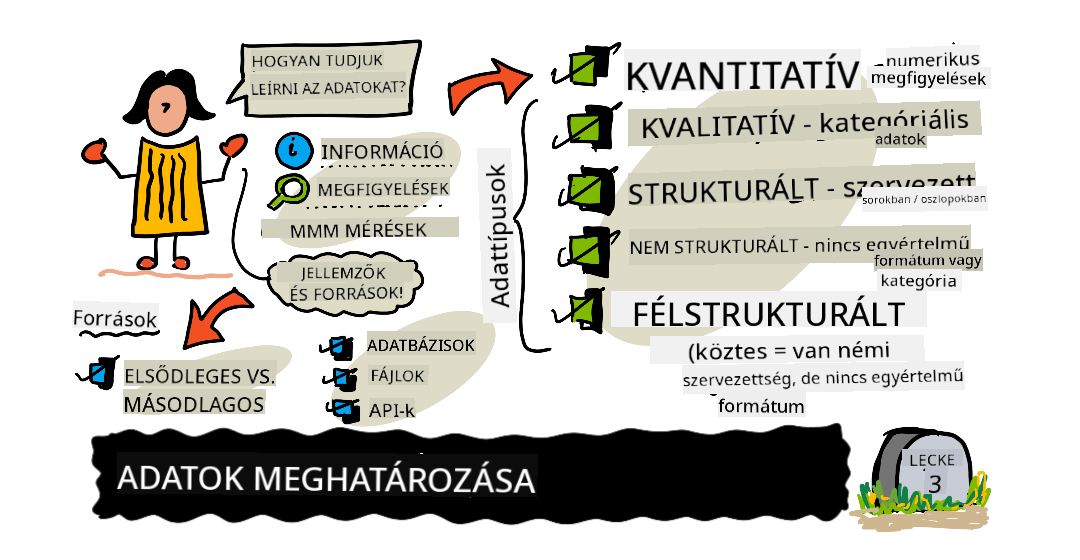 HOGYAN TUDJUK
LEÍRNI AZ ADATOKAT?
INFORMÁCIÓ
MEGFIGYELÉSEK
MMM MÉRÉSEK
JELLEMZŐK
ÉS FORRÁSOK!
Források
ELSŐDLEGES VS.
MÁSODLAGOS
ADATBÁZISOK
FÁJLOK
API-k
Adattípusok
KVANTITATÍV
numerikus
megfigyelések
KVALITATÍV - kategóriális
adatok
STRUKTURÁLT - szervezett
sorokban / oszlopokban
NEM STRUKTURÁLT - nincs egyértelmű
formátum vagy
kategória
FÉLSTRUKTURÁLT
(köztes = van némi
szervezettség, de nincs egyértelmű
formátum
ADATOK MEGHATÁROZÁSA
LECKE
3